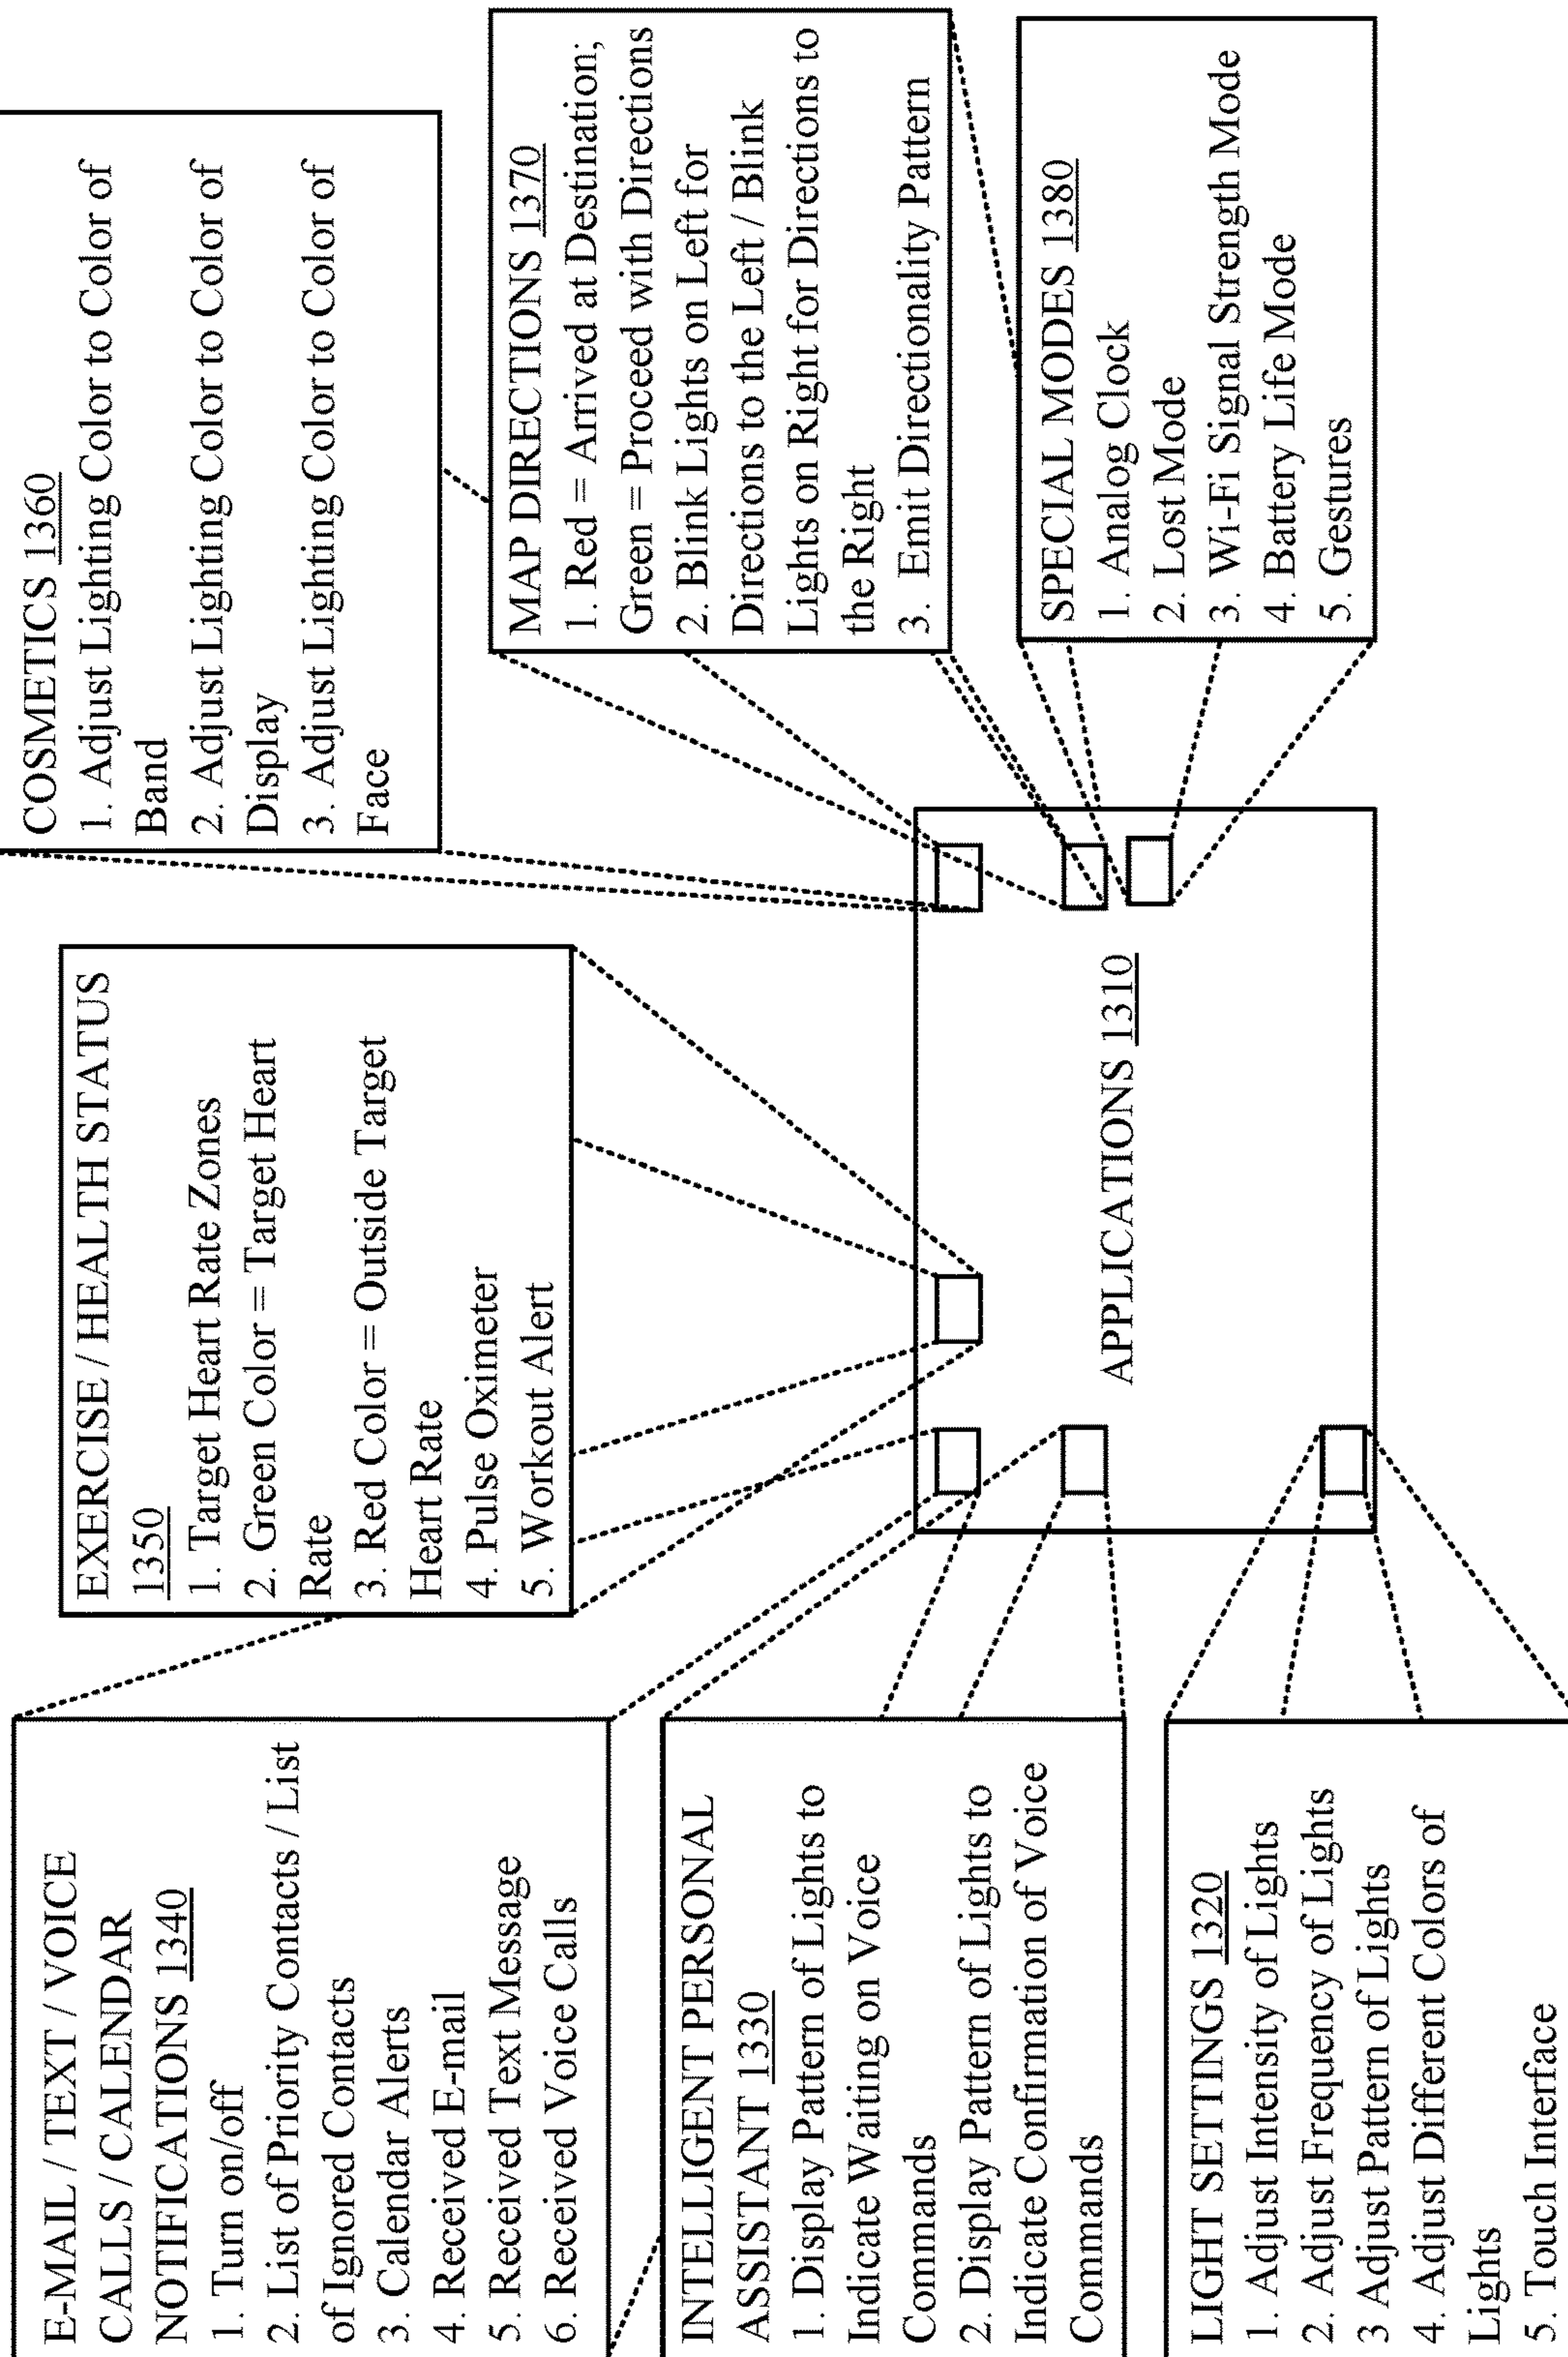 E-MAIL / TEXT / VOICE
CALLS / CALENDAR
NOTIFICATIONS 1340
1. Turn on/off
2. List of Priority Contacts / List
of Ignored Contacts
3. Calendar Alerts
4. Received E-mail
5. Received Text Message
6. Received Voice Calls
INTELLIGENT PERSONAL
ASSISTANT 1330
1. Display Pattern of Lights to
Indicate Waiting on Voice
Commands
2. Display Pattern of Lights to
Indicate Confirmation of Voice
Commands
LIGHT SETTINGS 1320
1. Adjust Intensity of Lights
2. Adjust Frequency of Lights
3 Adjust Pattern of Lights
4. Adjust Different Colors of
Lights
5. Touch Interface
EXERCISE / HEALTH STATUS
1350
1. Target Heart Rate Zones
2. Green Color = Target Heart
Rate
3. Red Color = Outside Target
Heart Rate
4. Pulse Oximeter
5. Workout Alert
APPLICATIONS 1310
COSMETICS 1360
1. Adjust Lighting Color to Color of
Band
2. Adjust Lighting Color to Color of
Display
3. Adjust Lighting Color to Color of
Face
MAP DIRECTIONS 1370
1. Red = Arrived at Destination;
Green = Proceed with Directions
2. Blink Lights on Left for
Directions to the Left / Blink
Lights on Right for Directions to
the Right
3. Emit Directionality Pattern
SPECIAL MODES 1380
1. Analog Clock
2. Lost Mode
3. Wi-Fi Signal Strength Mode
4. Battery Life Mode
5. Gestures